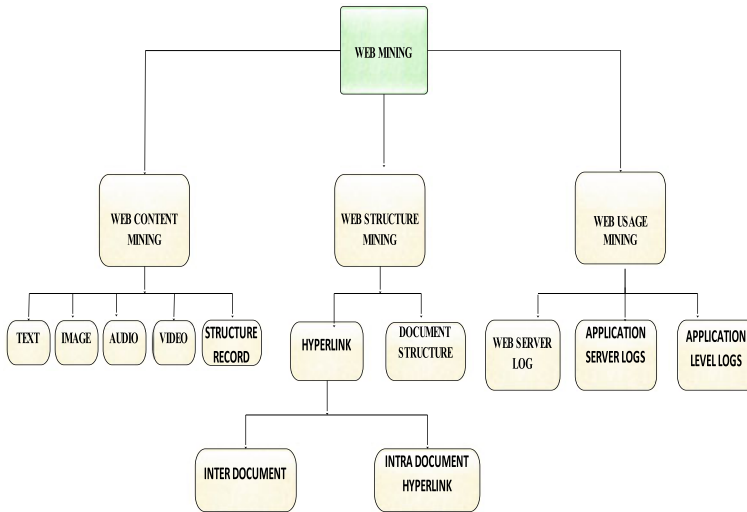 WEB MINING
WEB CONTENT
MINING
WEB STRUCTURE
MINING
WEB USAGE
MINING
TEXT
IMAGE
AUDIO
VIDEO
STRUCTURE
RECORD
HYPERLINK
DOCUMENT
STRUCTURE
WEB SERVER
LOG
APPLICATION
SERVER LOGS
APPLICATION
LEVEL LOGS
INTER DOCUMENT
INTRA DOCUMENT
HYPERLINK